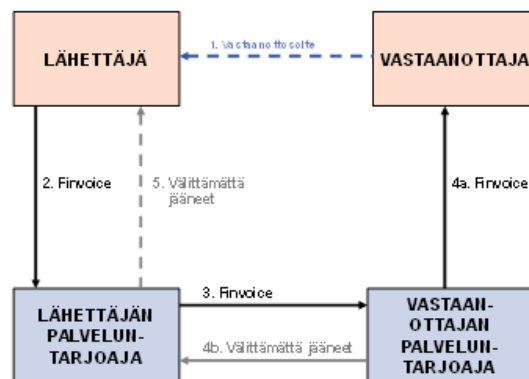 1. Vastaanottosoite
LÄHETTÄJÄ
VASTAANOTTAJA
2. Finvoice
5. Välittämättä
jääneet
4a. Finvoice
LÄHETTÄJÄN
PALVELUN-
TARJOAJA
3. Finvoice
4b. Välittämättä jääneet
VASTAAN-
OTTAJAN
PALVELUN-
TARJOAJA